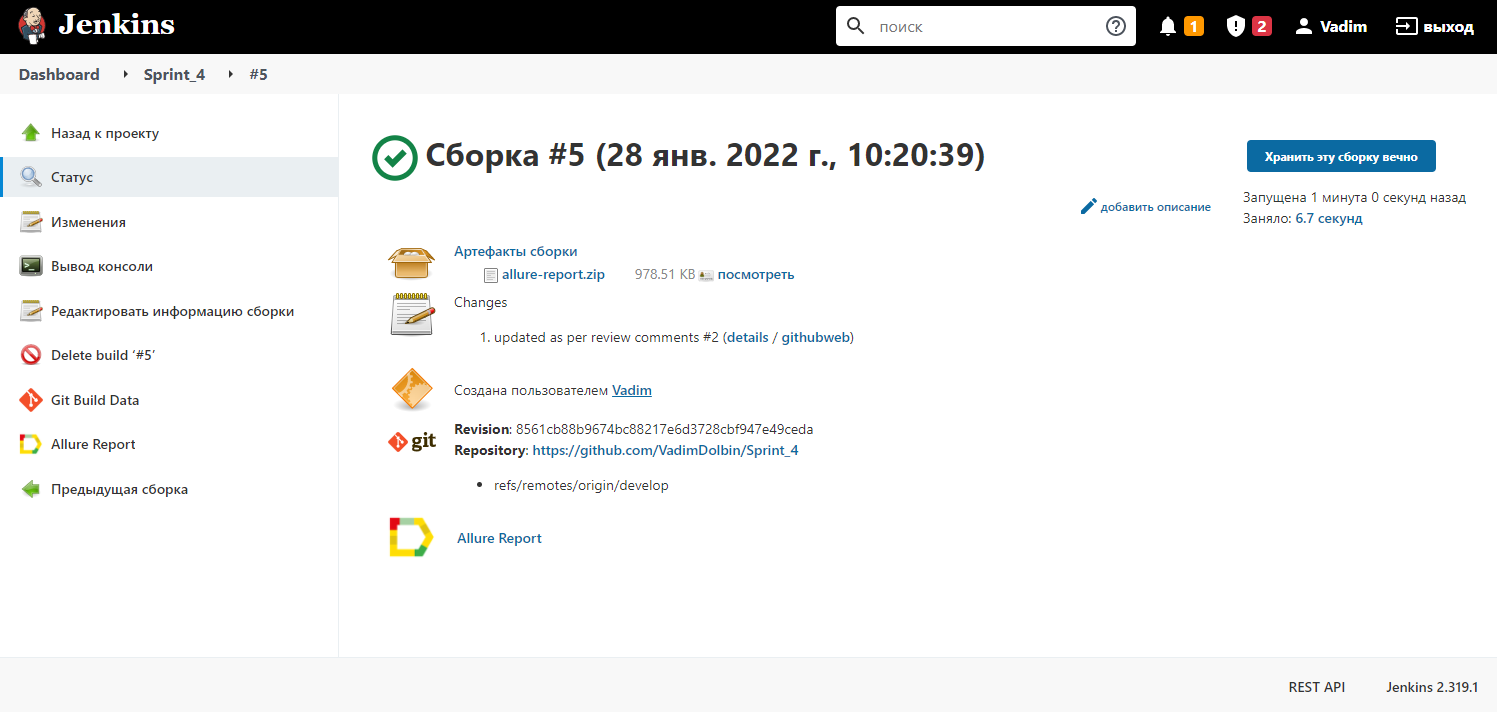 Jenkins
поиск
1
2
Vadim
выход
Dashboard
Sprint_4
#5
Назад к проекту
Статус
Изменения
Вывод консоли
Редактировать информацию сборки
Delete build ‘#5’
Git Build Data
Allure Report
Предыдущая сборка
Сборка #5 (28 янв. 2022 г., 10:20:39)
Хранить эту сборку вечно
добавить описание
Запущена 1 минута 0 секунд назад
Заняло: 6.7 секунд
Артефакты сборки
allure-report.zip 978.51 KB посмотреть
Changes
1. updated as per review comments #2 (details / githubweb)
Создана пользователем Vadim
git
Revision: 8561cb88b9674bc88217e6d3728cbf947e49ceda
Repository: https://github.com/VadimDolbin/Sprint_4
• refs/remotes/origin/develop
Allure Report
REST API
Jenkins 2.319.1